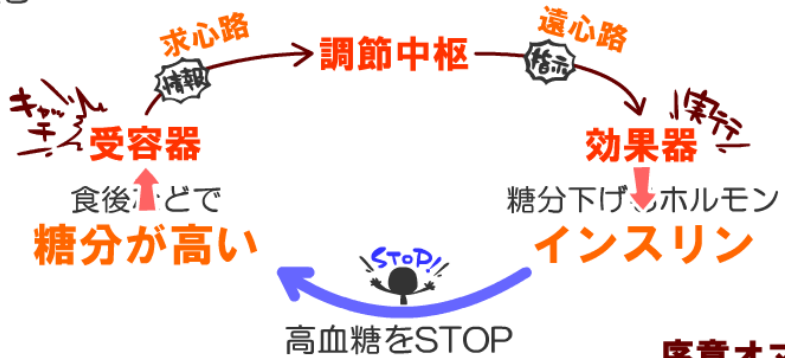 求心路
遠心路
調節中枢
情報
指示
キャッチ
実行
受容器
効果器
食後などで
糖分下げるホルモン
糖分が高い
インスリン
STOP!
高血糖をSTOP